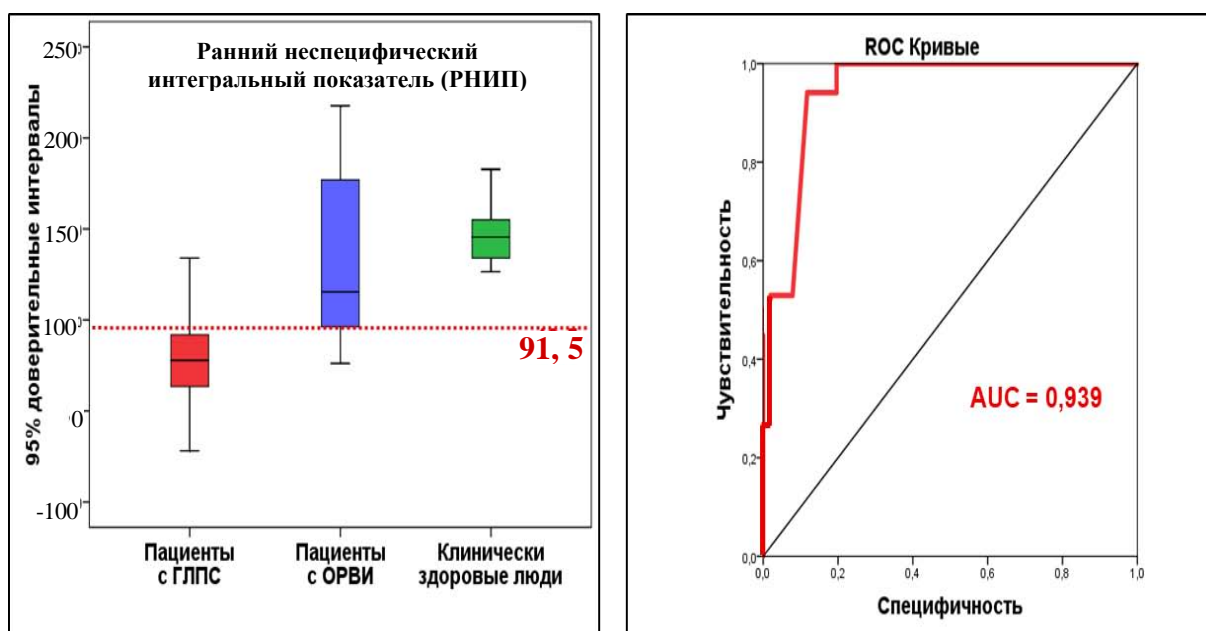 Ранний неспецифический
интегральный показатель (РНИП)
95% доверительные интервалы
250
200
150
100
0
-100
91, 5
Пациенты
с ГЛПС
Пациенты
с ОРВИ
Клинически
здоровые люди
ROC Кривые
Чувствительность
1,0
0,8
0,6
0,4
0,2
0,0
AUC = 0,939
0,0
0,2
0,4
0,6
0,8
1,0
Специфичность